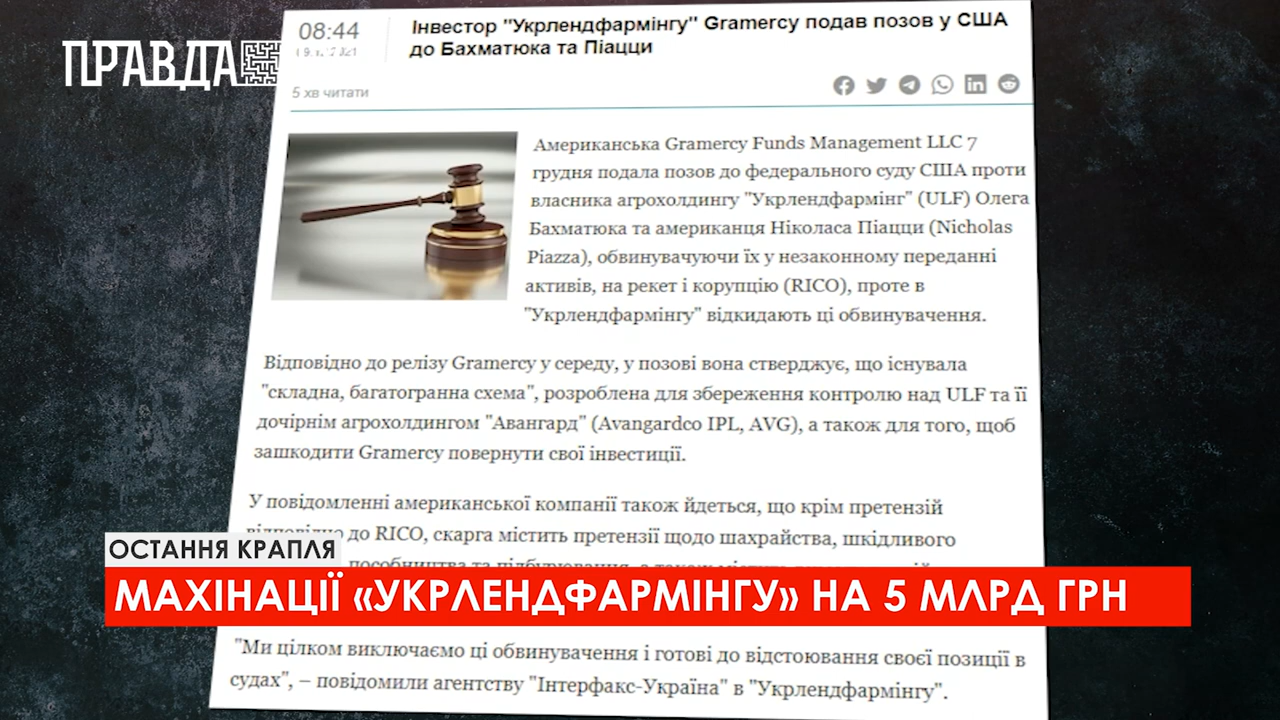 ПРАВДА
08:44
Інвестор "Укрлендфармінгу" Gramercy подав позов у США
до Бахматюка та Піацци
5 хв читати
Американська Gramercy Funds Management LLC 7
грудня подала позов до федерального суду США проти
власника агрохолдингу "Укрлендфармінг" (ULF) Олега
Бахматюка та американця Ніколаса Піацци (Nicholas
Piazza), обвинувачуючи їх у незаконному переданні
активів, на рекет і корупцію (RICO), проте в
"Укрлендфармінгу" відкидають ці обвинувачення.
Відповідно до релізу Gramercy у середу, у позові вона стверджує, що існувала
"складна, багатогранна схема", розроблена для збереження контролю над ULF та її
дочірнім агрохолдингом "Авангард" (Avangardco IPL, AVG), а також для того, щоб
зашкодити Gramercy повернути свої інвестиції.
У повідомленні американської компанії також йдеться, що крім претензій
відповідно до RICO, скарга містить претензії щодо шахрайства, шкідливого
ОСТАННЯ КРАПЛЯ
МАХІНАЦІЇ «УКРЛЕНДФАРМІНГУ» НА 5 МЛРД ГРН
"Ми цілком виключаємо ці обвинувачення і готові до відстоювання своєї позиції в
судах", – повідомили агентству "Інтерфакс-Україна" в "Укрлендфармінгу".